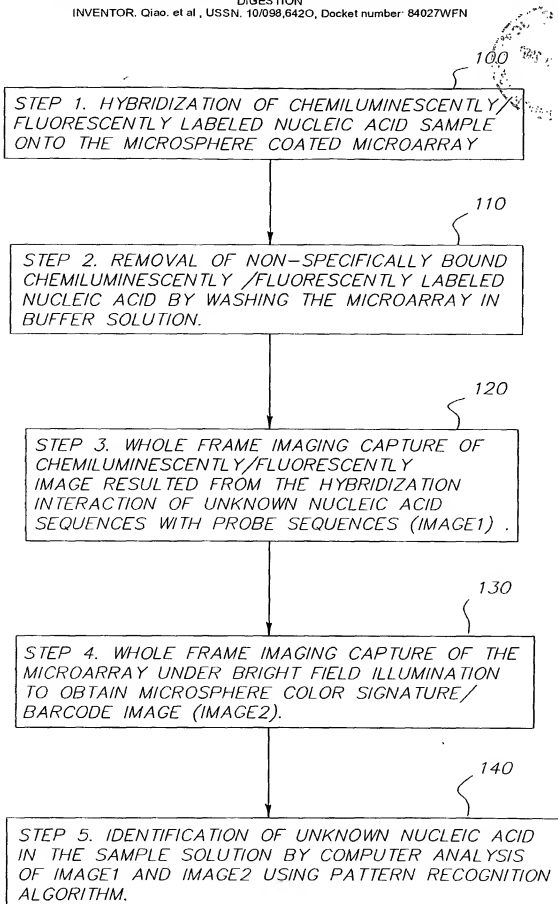 DIGESTION
INVENTOR. Qiao. et al , USSN. 10/098,642O, Docket number· 84027WFN
100
STEP 1. HYBRIDIZATION OF CHEMILUMINESCENTLY/
FLUORESCENTLY LABELED NUCLEIC ACID SAMPLE
ONTO THE MICROSPHERE COATED MICROARRAY
110
STEP 2. REMOVAL OF NON-SPECIFICALLY BOUND
CHEMILUMINESCENTLY /FLUORESCENTLY LABELED
NUCLEIC ACID BY WASHING THE MICROARRAY IN
BUFFER SOLUTION.
120
STEP 3. WHOLE FRAME IMAGING CAPTURE OF
CHEMILUMINESCENTLY/FLUORESCENTLY
IMAGE RESULTED FROM THE HYBRIDIZATION
INTERACTION OF UNKNOWN NUCLEIC ACID
SEQUENCES WITH PROBE SEQUENCES (IMAGE1) .
130
STEP 4. WHOLE FRAME IMAGING CAPTURE OF THE
MICROARRAY UNDER BRIGHT FIELD ILLUMINATION
TO OBTAIN MICROSPHERE COLOR SIGNATURE/
BARCODE IMAGE (IMAGE2).
140
STEP 5. IDENTIFICATION OF UNKNOWN NUCLEIC ACID
IN THE SAMPLE SOLUTION BY COMPUTER ANALYSIS
OF IMAGE1 AND IMAGE2 USING PATTERN RECOGNITION
ALGORITHM.